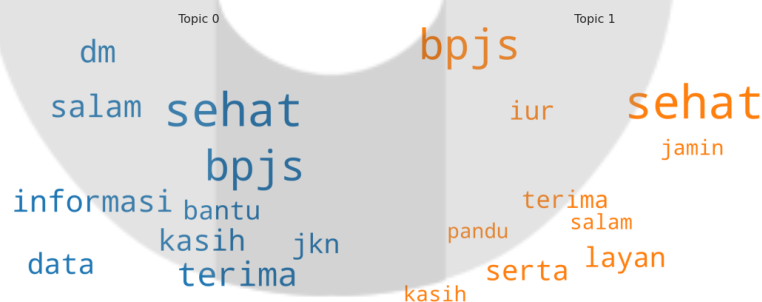 Topic 0
dm
salam
sehat
bpjs
informasi
bantu
kasih
jkn
data
terima
Topic 1
bpjs
sehat
iur
jamin
terima
salam
pandu
layan
serta
kasih